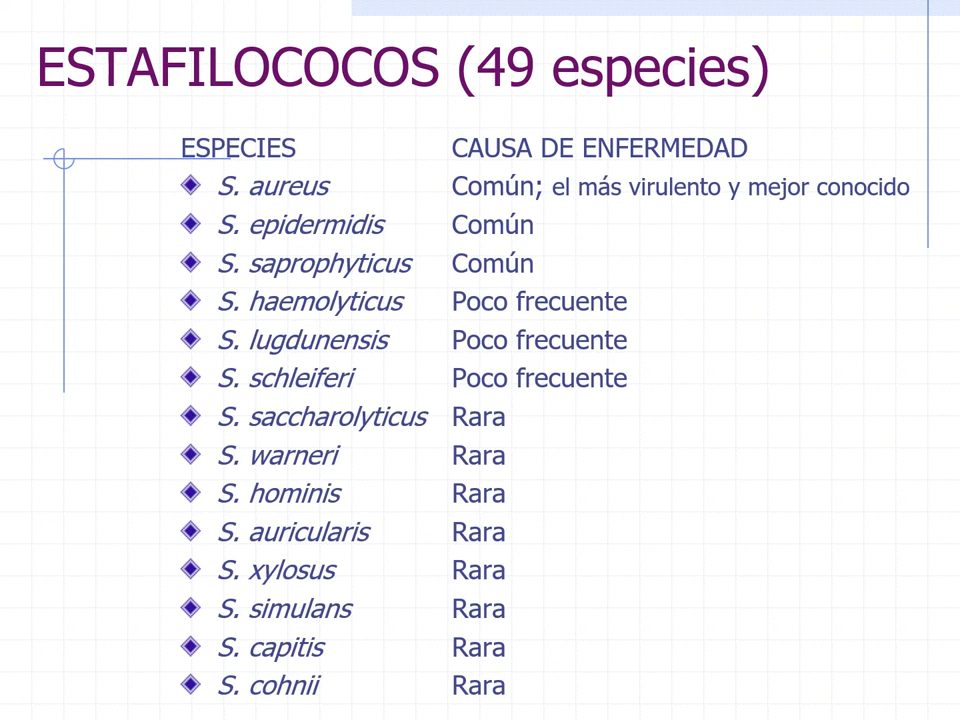 ESTAFILOCOCOS (49 especies)
ESPECIES CAUSA DE ENFERMEDAD
S. aureus Común; el más virulento y mejor conocido
S. epidermidis Común
S. saprophyticus Común
S. haemolyticus Poco frecuente
S. lugdunensis Poco frecuente
S. schleiferi Poco frecuente
S. saccharolyticus Rara
S. warneri Rara
S. hominis Rara
S. auricularis Rara
S. xylosus Rara
S. simulans Rara
S. capitis Rara
S. cohnii Rara